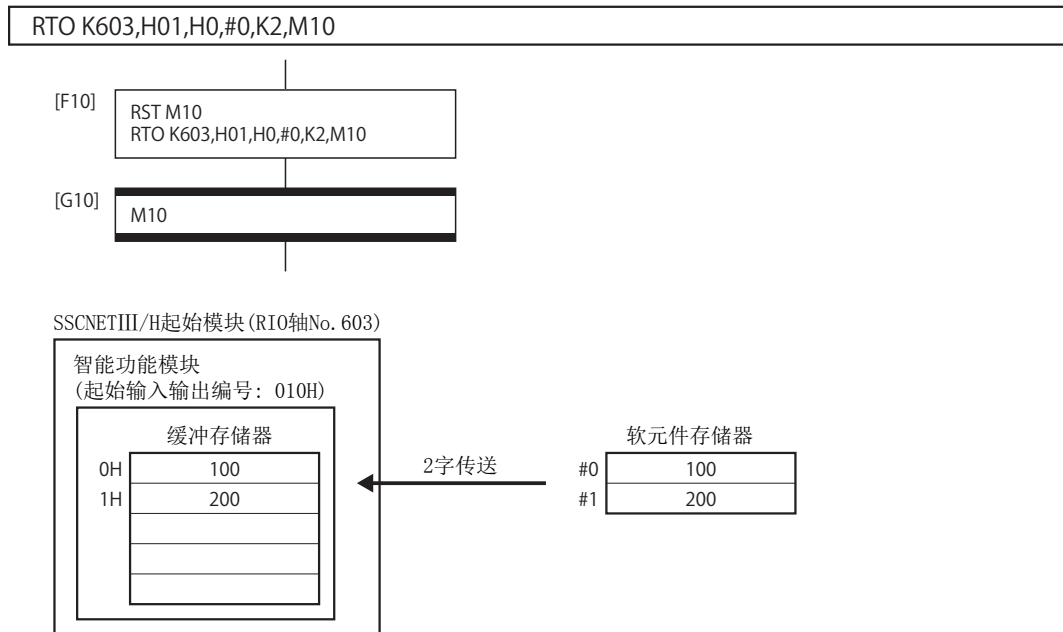 RTO K603,H01,H0,#0,K2,M10
[F10]
RST M10
RTO K603,H01,H0,#0,K2,M10
[G10]
M10
SSCNETⅢ/H起始模块(RIO轴No.603)
智能功能模块
(起始输入输出编号: 010H)
缓冲存储器
软元件存储器
0H 100
2字传送
#0 100
1H 200
#1 200